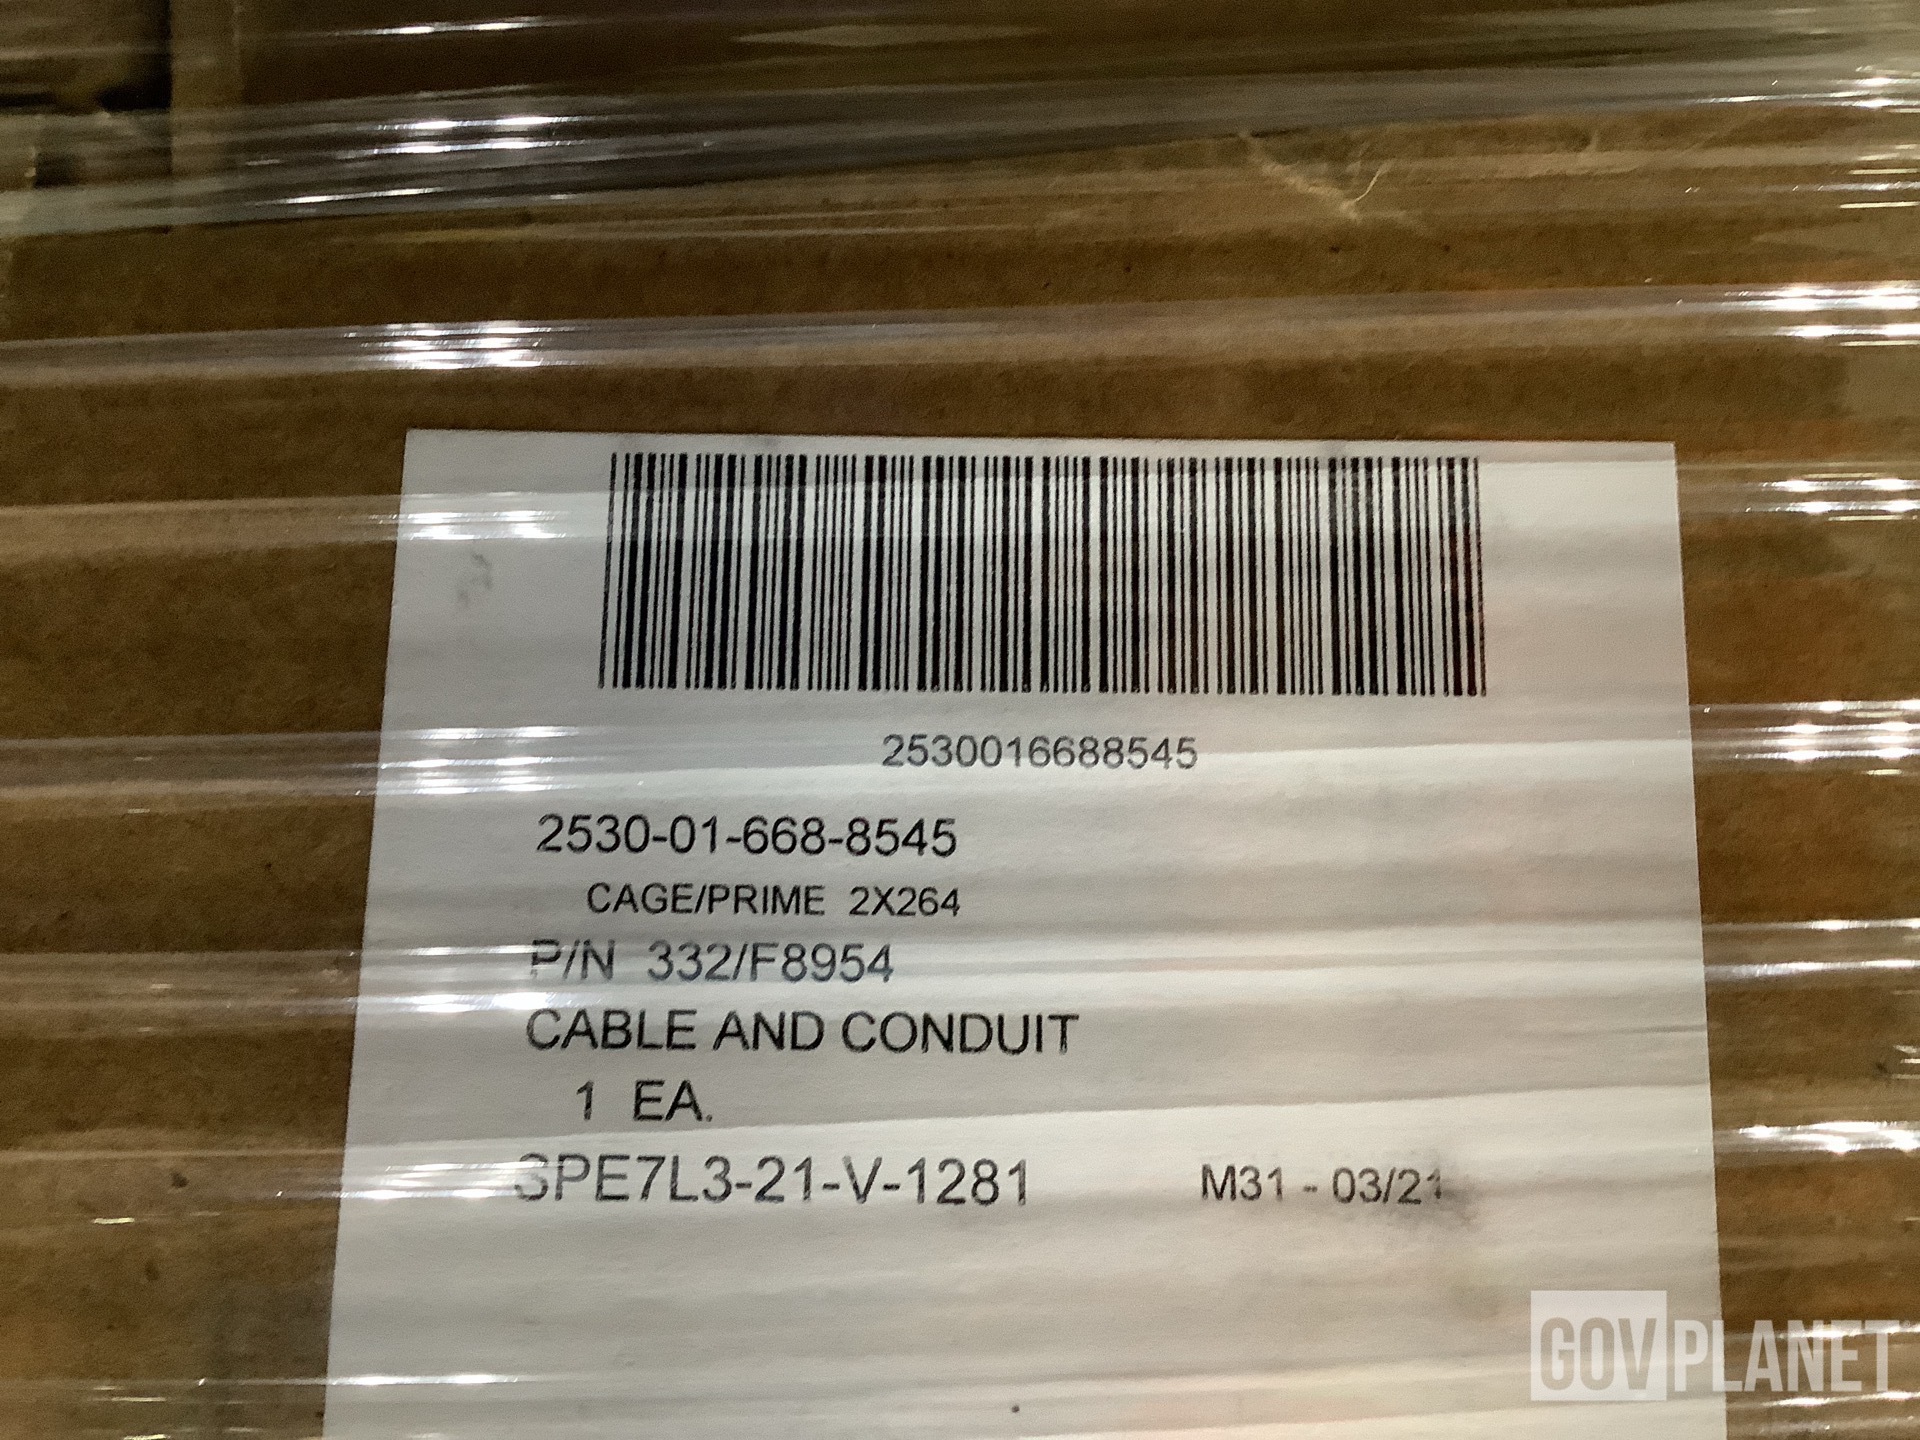 2530016688545
2530-01-668-8545
CAGE/PRIME 2X264
P/N 332/F8954
CABLE AND CONDUIT
1 EA.
SPE7L3-21-V-1281
M31 - 03/21
GOVPLANET